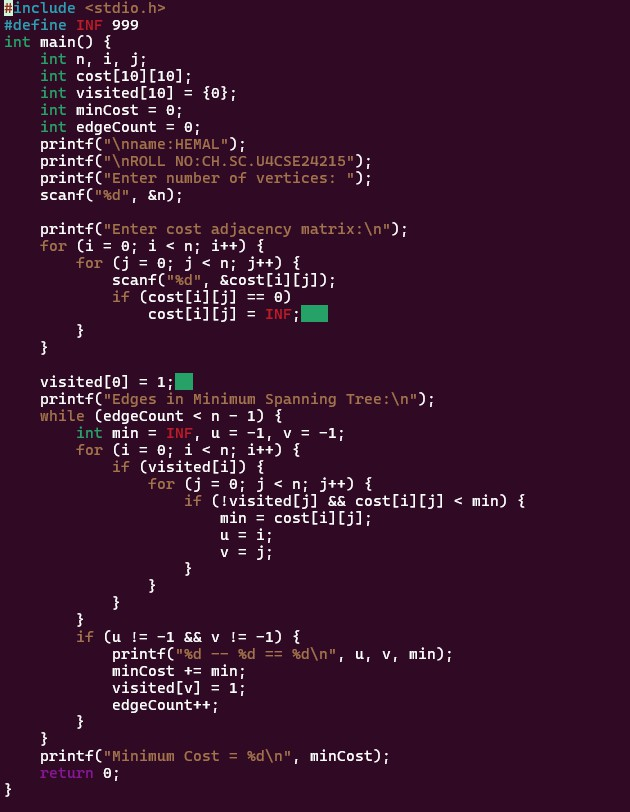 #include <stdio.h>
#define INF 999
int main() {
    int n, i, j;
    int cost[10][10];
    int visited[10] = {0};
    int minCost = 0;
    int edgeCount = 0;
    printf("\nname:HEMAL");
    printf("\nROLL NO:CH.SC.U4CSE24215");
    printf("Enter number of vertices: ");
    scanf("%d", &n);

    printf("Enter cost adjacency matrix:\n");
    for (i = 0; i < n; i++) {
        for (j = 0; j < n; j++) {
            scanf("%d", &cost[i][j]);
            if (cost[i][j] == 0)
                cost[i][j] = INF;
        }
    }

    visited[0] = 1;
    printf("Edges in Minimum Spanning Tree:\n");
    while (edgeCount < n - 1) {
        int min = INF, u = -1, v = -1;
        for (i = 0; i < n; i++) {
            if (visited[i]) {
                for (j = 0; j < n; j++) {
                    if (!visited[j] && cost[i][j] < min) {
                        min = cost[i][j];
                        u = i;
                        v = j;
                    }
                }
            }
        }
        if (u != -1 && v != -1) {
            printf("%d -- %d == %d\n", u, v, min);
            minCost += min;
            visited[v] = 1;
            edgeCount++;
        }
    }
    printf("Minimum Cost = %d\n", minCost);
    return 0;
}